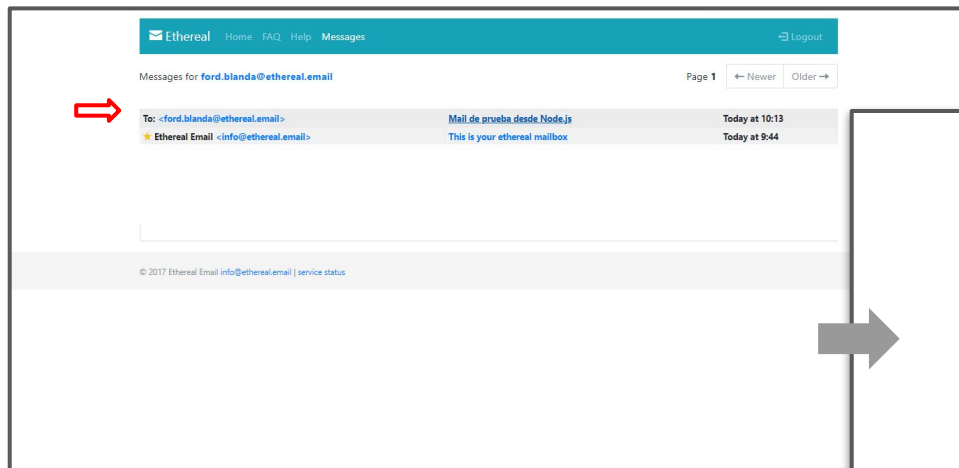 Ethereal Home FAQ Help Messages Logout
Messages for ford.blanda@ethereal.email Page 1 ← Newer Older →
To: <ford.blanda@ethereal.email> Mail de prueba desde Node.js Today at 10:13
★ Ethereal Email <info@ethereal.email> This is your ethereal mailbox Today at 9:44
© 2017 Ethereal Email info@ethereal.email | service status